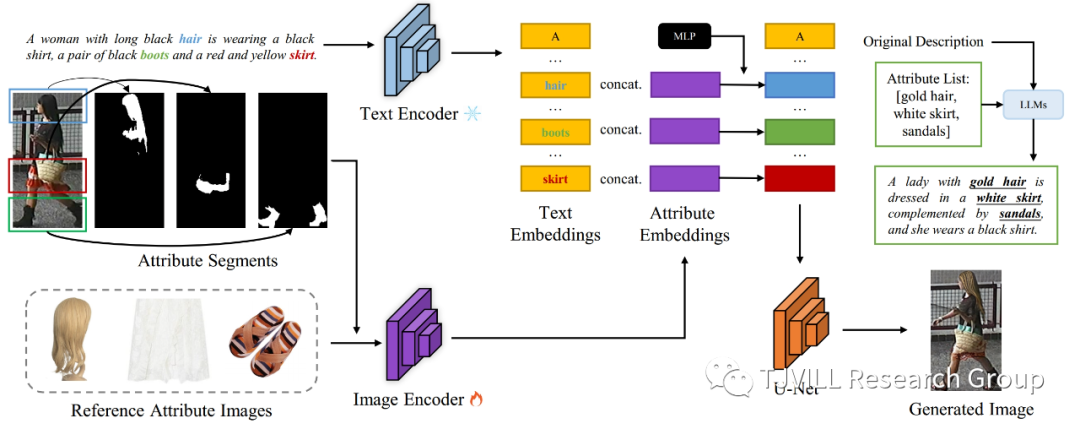 A woman with long black hair is wearing a black
shirt, a pair of black boots and a red and yellow skirt.
Text Encoder
Attribute Segments
Reference Attribute Images
Image Encoder
A
...
hair
...
boots
...
skirt
concat.
concat.
concat.
Text
Embeddings
Attribute
Embeddings
MLP
A
...
...
...
U-Net
Original Description
Attribute List:
[gold hair,
white skirt,
sandals]
LLMs
A lady with gold hair is
dressed in a white skirt,
complemented by sandals,
and she wears a black shirt.
Generated Image
TJVILL Research Group